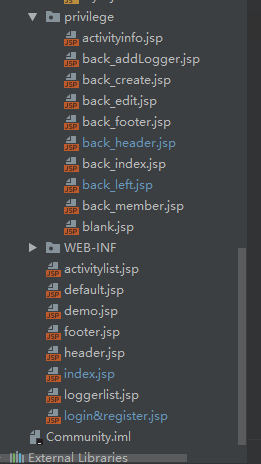 privilege
activityinfo.jsp
back_addLogger.jsp
back_create.jsp
back_edit.jsp
back_footer.jsp
back_header.jsp
back_index.jsp
back_left.jsp
back_member.jsp
blank.jsp
WEB-INF
activitylist.jsp
default.jsp
demo.jsp
footer.jsp
header.jsp
index.jsp
loggerlist.jsp
login&register.jsp
Community.iml
External Libraries